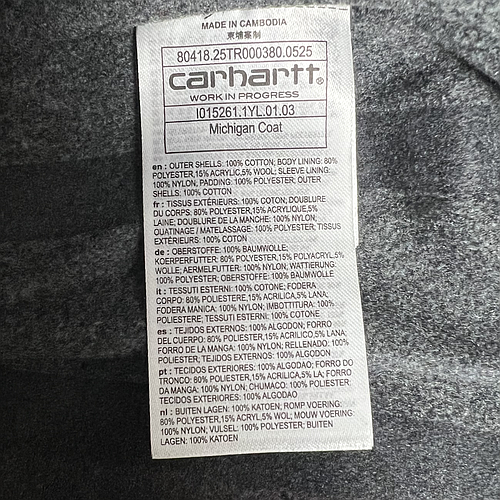 MADE IN CAMBODIA
柬埔寨制
80418.25TR000380.0525
carhartt®
WORK IN PROGRESS
I015261.1YL.01.03
Michigan Coat
en : OUTER SHELLS: 100% COTTON; BODY LINING: 80%
POLYESTER,15% ACRYLIC,5% WOOL; SLEEVE LINING:
100% NYLON; PADDING: 100% POLYESTER; OUTER
SHELLS: 100% COTTON
fr : TISSUS EXTÉRIEURS: 100% COTON; DOUBLURE
DU CORPS: 80% POLYESTER,15% ACRYLIQUE,5%
LAINE; DOUBLURE DE LA MANCHE: 100% NYLON;
OUATINAGE / MATELASSAGE: 100% POLYESTER; TISSUS
EXTÉRIEURS: 100% COTON
de : OBERSTOFFE: 100% BAUMWOLLE;
KOERPERFUTTER: 80% POLYESTER,15% POLYACRYL,5%
WOLLE; AERMELFUTTER: 100% NYLON; WATTIERUNG:
100% POLYESTER; OBERSTOFFE: 100% BAUMWOLLE
it : TESSUTI ESTERNI: 100% COTONE; FODERA
CORPO: 80% POLIESTERE,15% ACRILICA,5% LANA;
FODERA MANICA: 100% NYLON; IMBOTTITURA: 100%
POLIESTERE; TESSUTI ESTERNI: 100% COTONE
es : TEJIDOS EXTERNOS: 100% ALGODON; FORRO
DEL CUERPO: 80% POLIESTER,15% ACRILICO,5% LANA;
FORRO DE LA MANGA: 100% NYLON; RELLENADO: 100%
POLIESTER; TEJIDOS EXTERNOS: 100% ALGODON
pt : TECIDOS EXTERIORES: 100% ALGODAO; FORRO DO
TRONCO: 80% POLIESTER,15% ACRILICA,5% LA; FORRO
DA MANGA: 100% NYLON; CHUMACO: 100% POLIESTER;
TECIDOS EXTERIORES: 100% ALGODAO
nl : BUITEN LAGEN: 100% KATOEN; ROMP VOERING:
80% POLYESTER,15% ACRYL,5% WOL; MOUW VOERING:
100% NYLON; VULSEL: 100% POLYESTER; BUITEN
LAGEN: 100% KATOEN